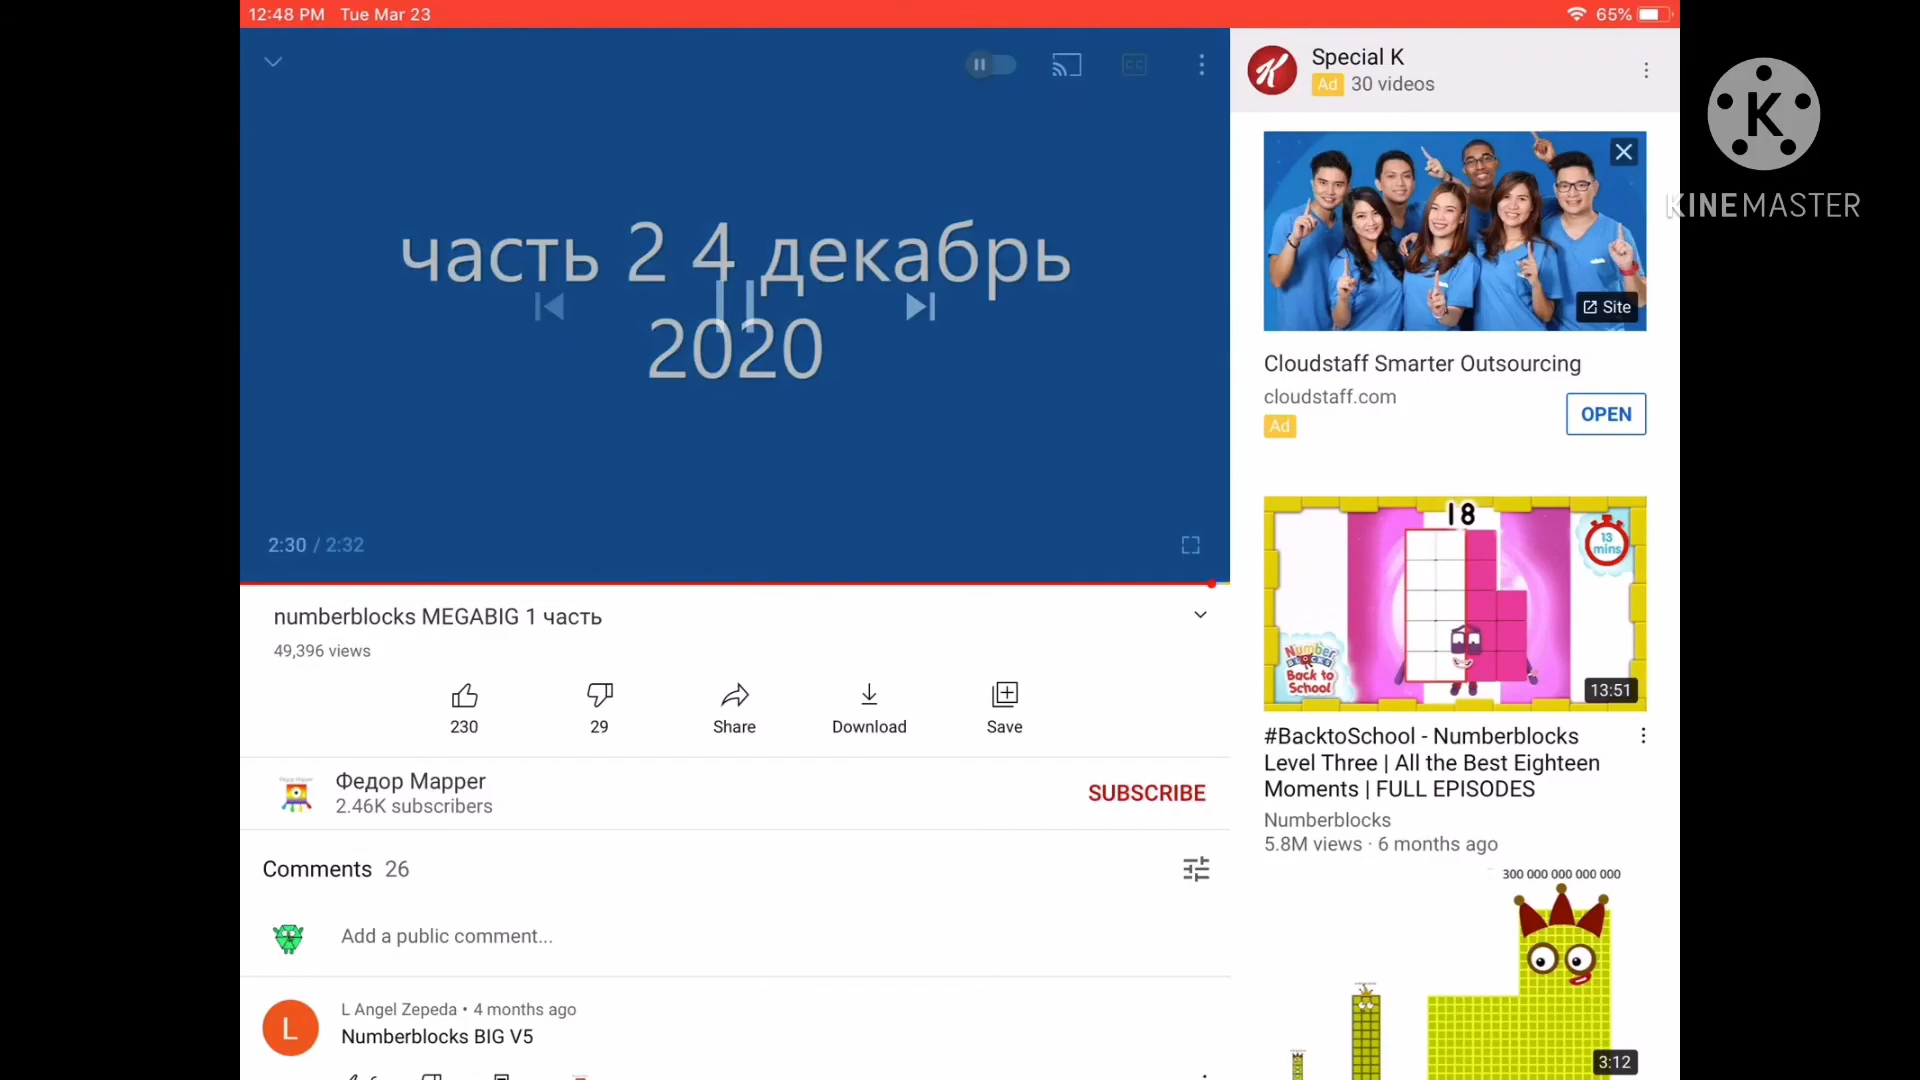 12:48 PM Tue Mar 23
65%
часть 2 4 декабрь
2020
2:30 / 2:32
numberblocks MEGABIG 1 часть
49,396 views
230
29
Share
Download
Save
Федор Mapper
2.46K subscribers
SUBSCRIBE
Comments 26
Add a public comment...
L
L Angel Zepeda • 4 months ago
Numberblocks BIG V5
K
Special K
Ad 30 videos
Site
Cloudstaff Smarter Outsourcing
cloudstaff.com
Ad
OPEN
18
13
mins
Number
Blocks
Back to
School
13:51
#BacktoSchool - Numberblocks
Level Three | All the Best Eighteen
Moments | FULL EPISODES
Numberblocks
5.8M views · 6 months ago
300 000 000 000 000
3:12
K
KINEMASTER